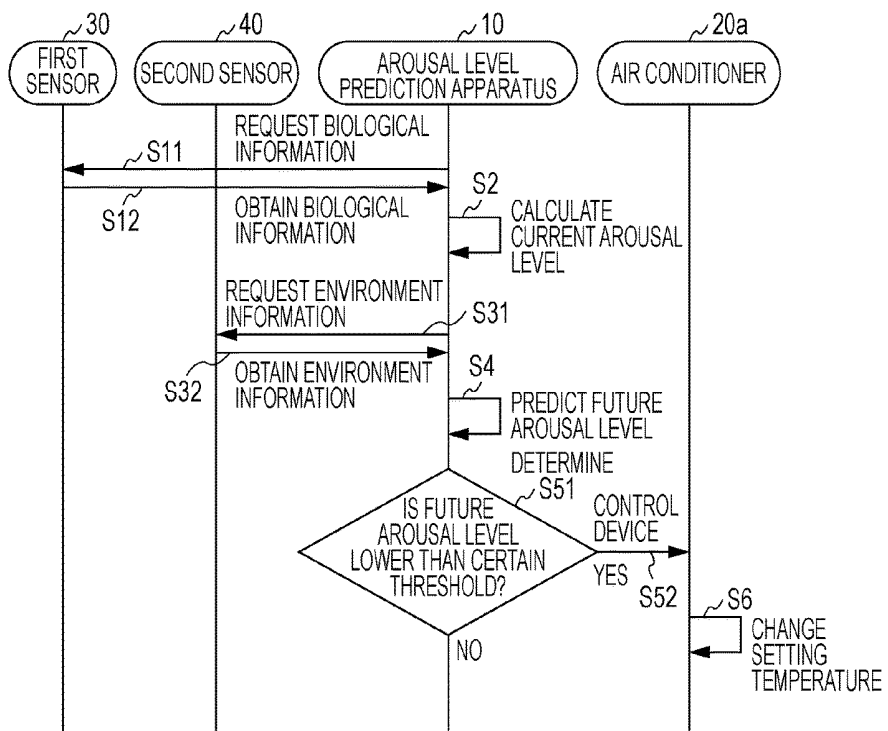 30
40
10
20a
FIRST
SENSOR
SECOND SENSOR
AROUSAL LEVEL
PREDICTION APPARATUS
AIR CONDITIONER
REQUEST BIOLOGICAL
INFORMATION
S11
S12
OBTAIN BIOLOGICAL
INFORMATION
S2
CALCULATE
CURRENT AROUSAL
LEVEL
REQUEST ENVIRONMENT
INFORMATION
S31
S32
OBTAIN ENVIRONMENT
INFORMATION
S4
PREDICT FUTURE
AROUSAL LEVEL
DETERMINE
S51
IS FUTURE
AROUSAL LEVEL
LOWER THAN CERTAIN
THRESHOLD?
CONTROL
DEVICE
YES
S52
S6
CHANGE
SETTING
TEMPERATURE
NO